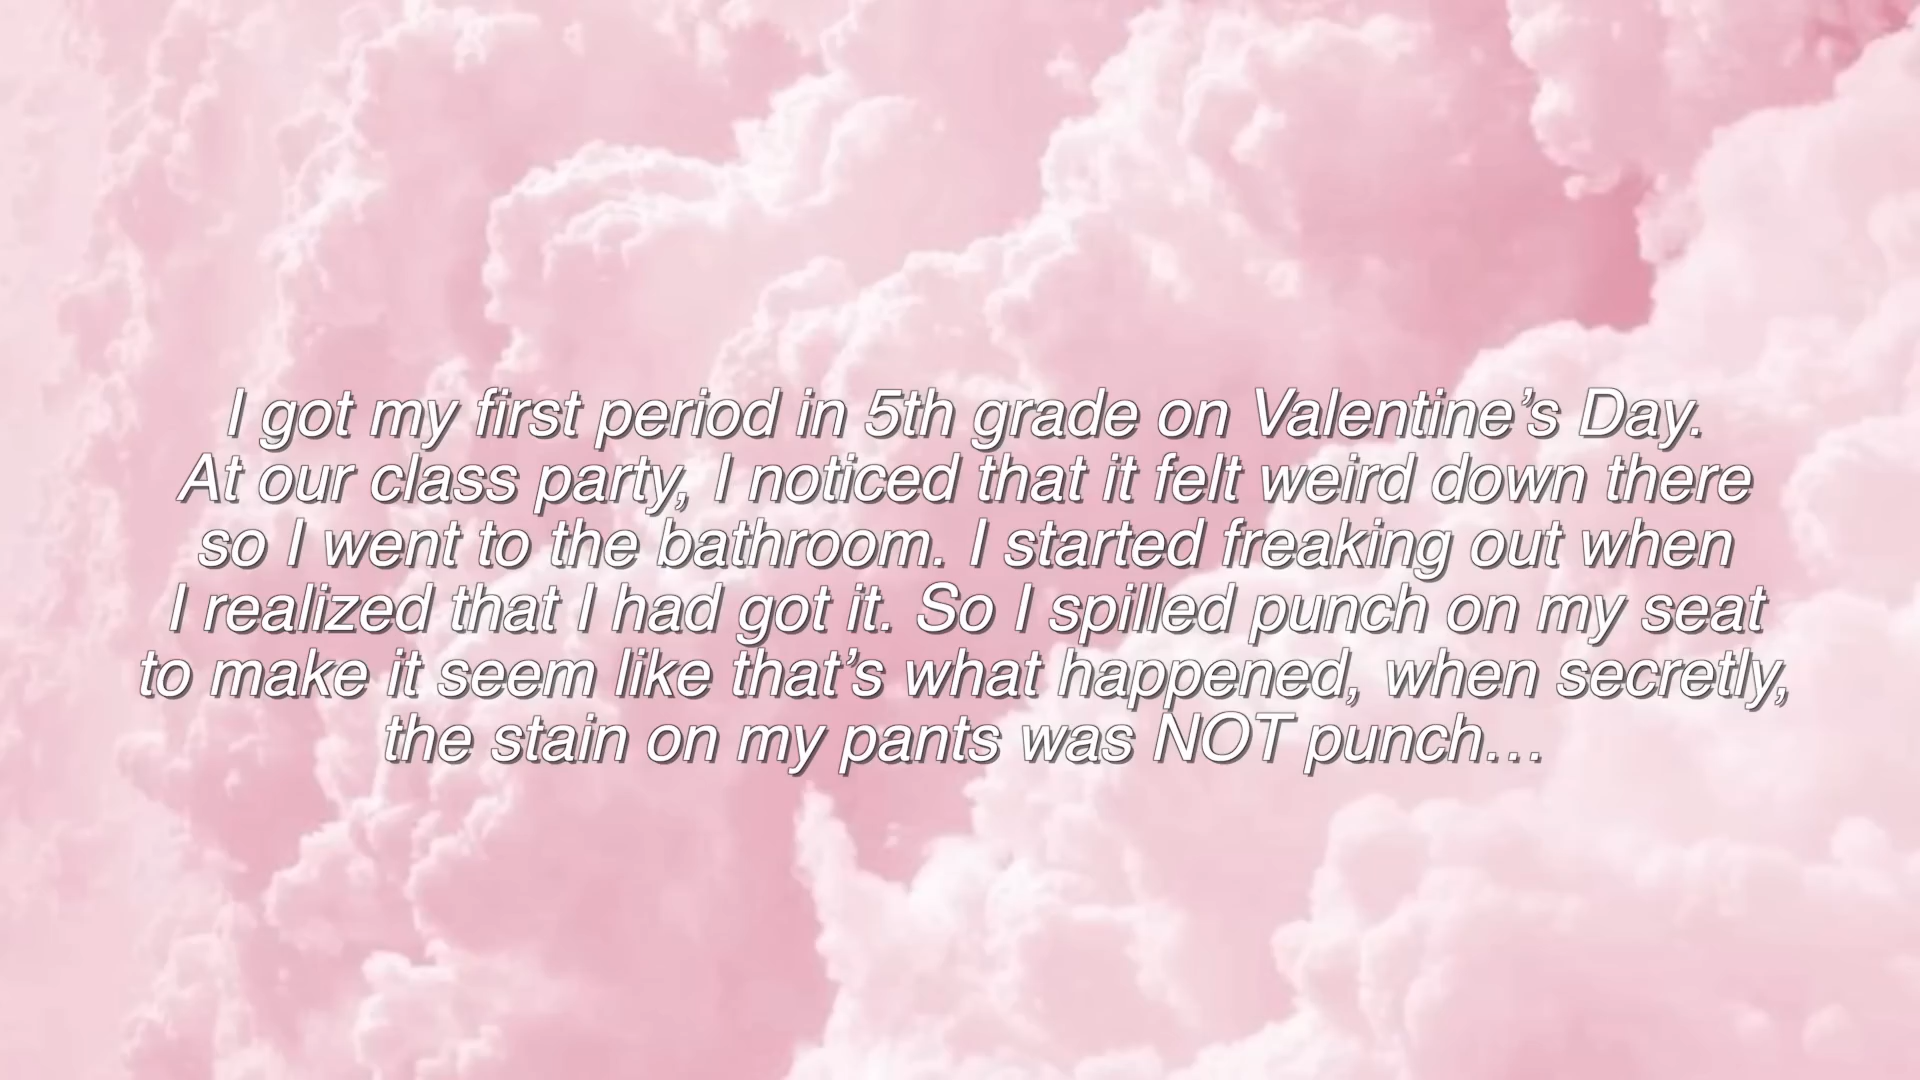 I got my first period in 5th grade on Valentine’s Day.
At our class party, I noticed that it felt weird down there
so I went to the bathroom. I started freaking out when
I realized that I had got it. So I spilled punch on my seat
to make it seem like that’s what happened, when secretly,
the stain on my pants was NOT punch…